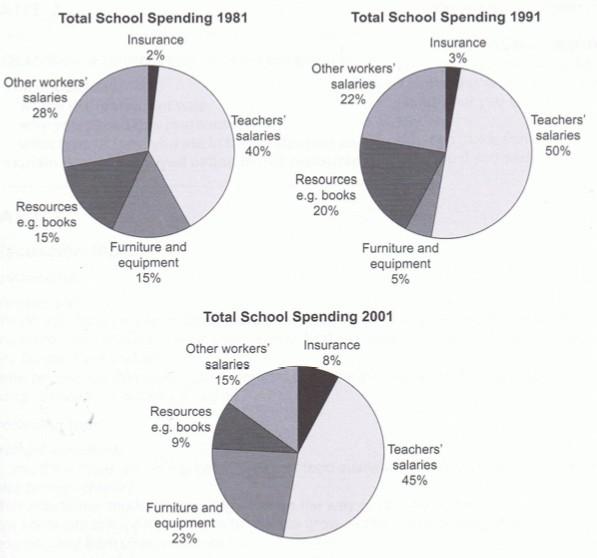 Total School Spending 1981
Insurance
2%
Other workers'
salaries
28%
Teachers'
salaries
40%
Resources
e.g. books
15%
Furniture and
equipment
15%
Total School Spending 1991
Insurance
3%
Other workers'
salaries
22%
Teachers'
salaries
50%
Resources
e.g. books
20%
Furniture and
equipment
5%
Total School Spending 2001
Insurance
8%
Other workers'
salaries
15%
Resources
e.g. books
9%
Teachers'
salaries
45%
Furniture and
equipment
23%